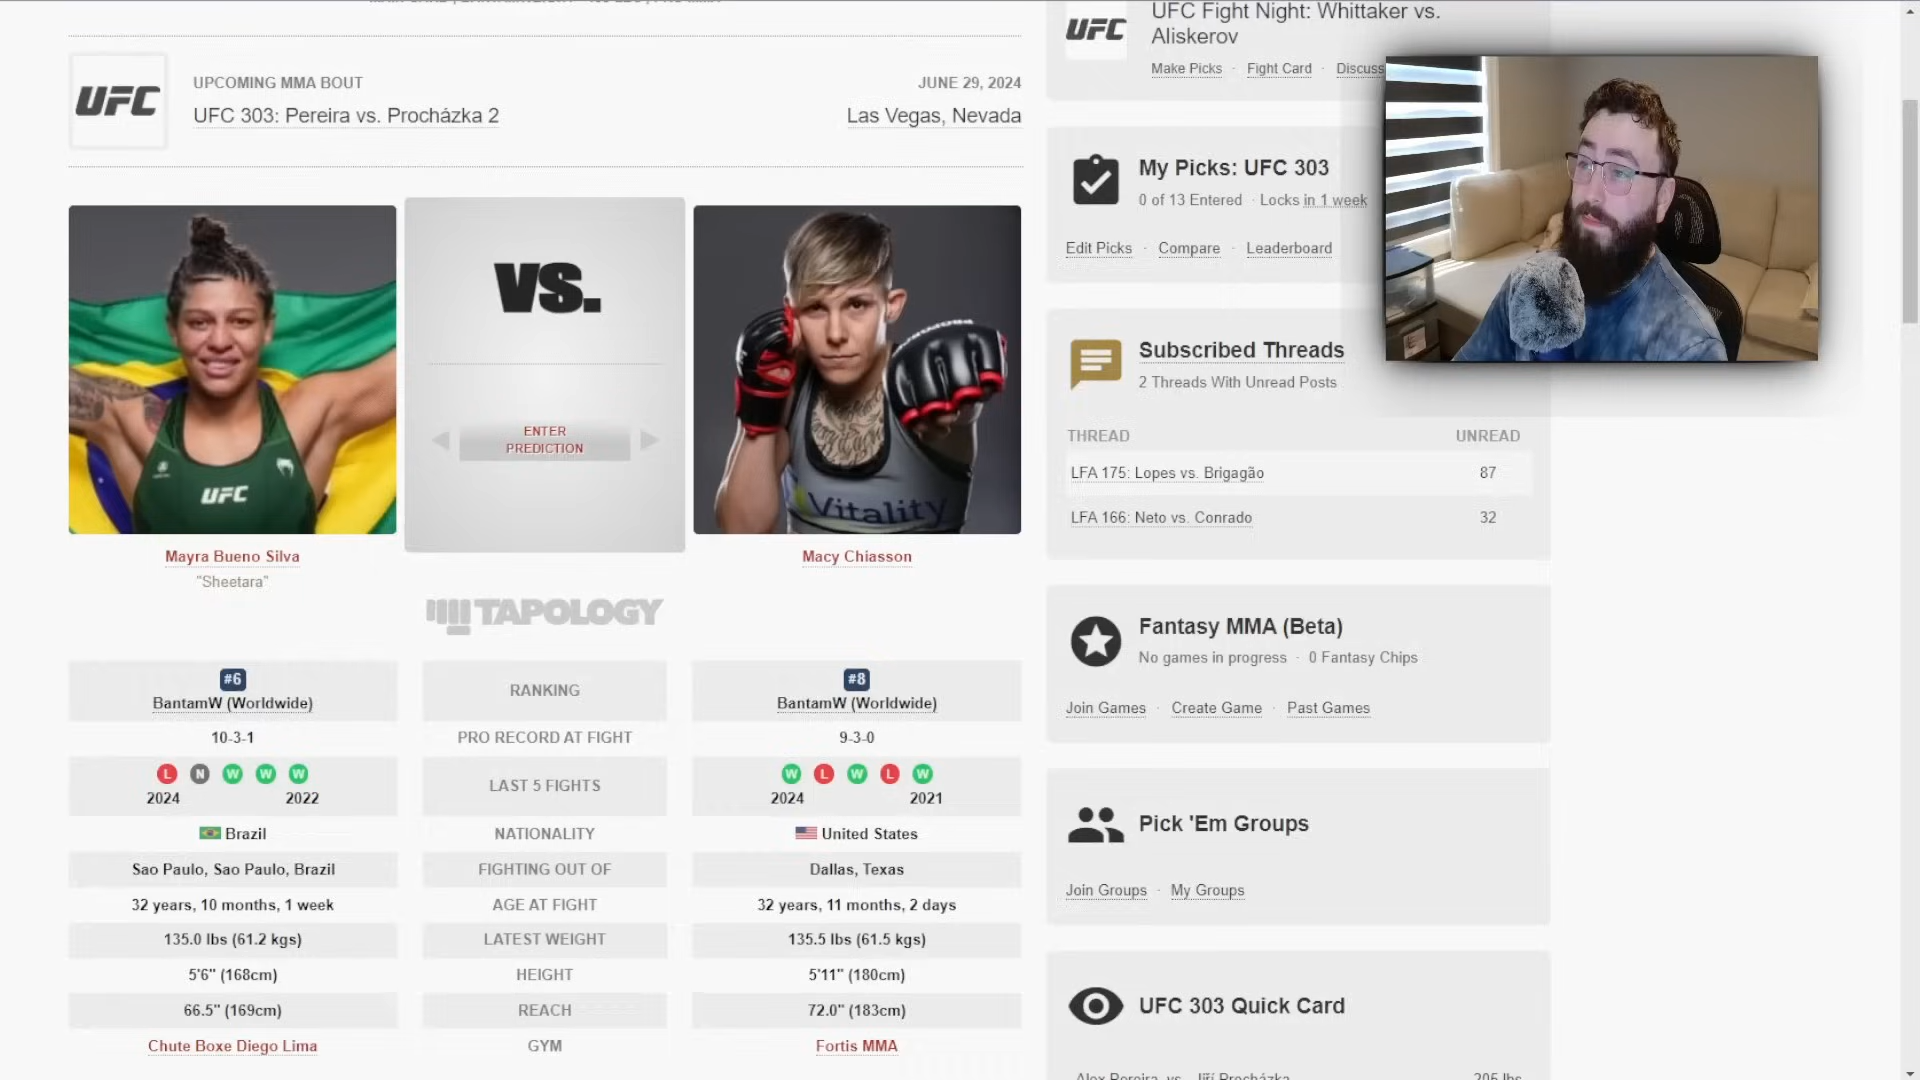 UFC
UPCOMING MMA BOUT
UFC 303: Pereira vs. Procházka 2
JUNE 29, 2024
Las Vegas, Nevada
VS.
ENTER
PREDICTION
UFC
Vitality
Mayra Bueno Silva
"Sheetara"
Macy Chiasson
TAPOLOGY
#6
BantamW (Worldwide)
RANKING
#8
BantamW (Worldwide)
10-3-1
PRO RECORD AT FIGHT
9-3-0
L N W W W
2024 2022
LAST 5 FIGHTS
W L W L W
2024 2021
Brazil
NATIONALITY
United States
Sao Paulo, Sao Paulo, Brazil
FIGHTING OUT OF
Dallas, Texas
32 years, 10 months, 1 week
AGE AT FIGHT
32 years, 11 months, 2 days
135.0 lbs (61.2 kgs)
LATEST WEIGHT
135.5 lbs (61.5 kgs)
5'6" (168cm)
HEIGHT
5'11" (180cm)
66.5" (169cm)
REACH
72.0" (183cm)
Chute Boxe Diego Lima
GYM
Fortis MMA
UFC
UFC Fight Night: Whittaker vs.
Aliskerov
Make Picks · Fight Card · Discuss
My Picks: UFC 303
0 of 13 Entered · Locks in 1 week
Edit Picks · Compare · Leaderboard
Subscribed Threads
2 Threads With Unread Posts
THREAD UNREAD
LFA 175: Lopes vs. Brigagão 87
LFA 166: Neto vs. Conrado 32
Fantasy MMA (Beta)
No games in progress · 0 Fantasy Chips
Join Games · Create Game · Past Games
Pick 'Em Groups
Join Groups · My Groups
UFC 303 Quick Card
Alex Pereira vs. Jiří Procházka 205 lbs